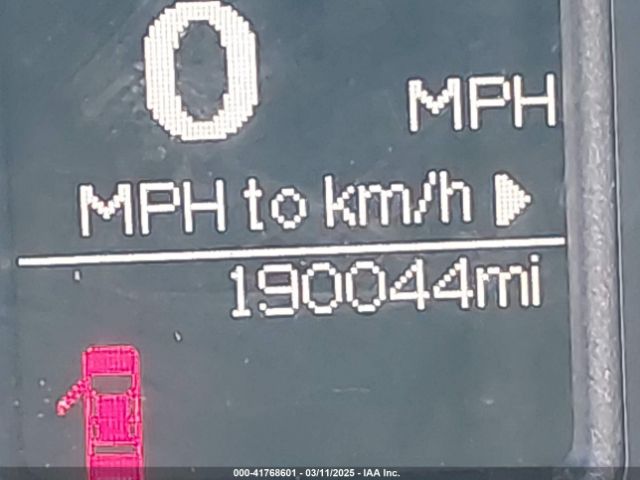 0 MPH
MPH to km/h
190044mi
000-41768601 - 03/11/2025 - IAA Inc.